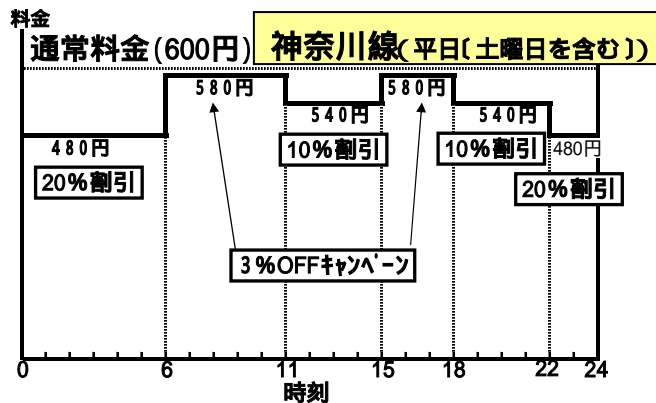 料金
通常料金(600円)
神奈川線(平日〔土曜日を含む〕)
580円
580円
540円
540円
480円
10%割引
10%割引
480円
20%割引
20%割引
3%OFFキャンペーン
0
6
11
15
18
22
24
時刻